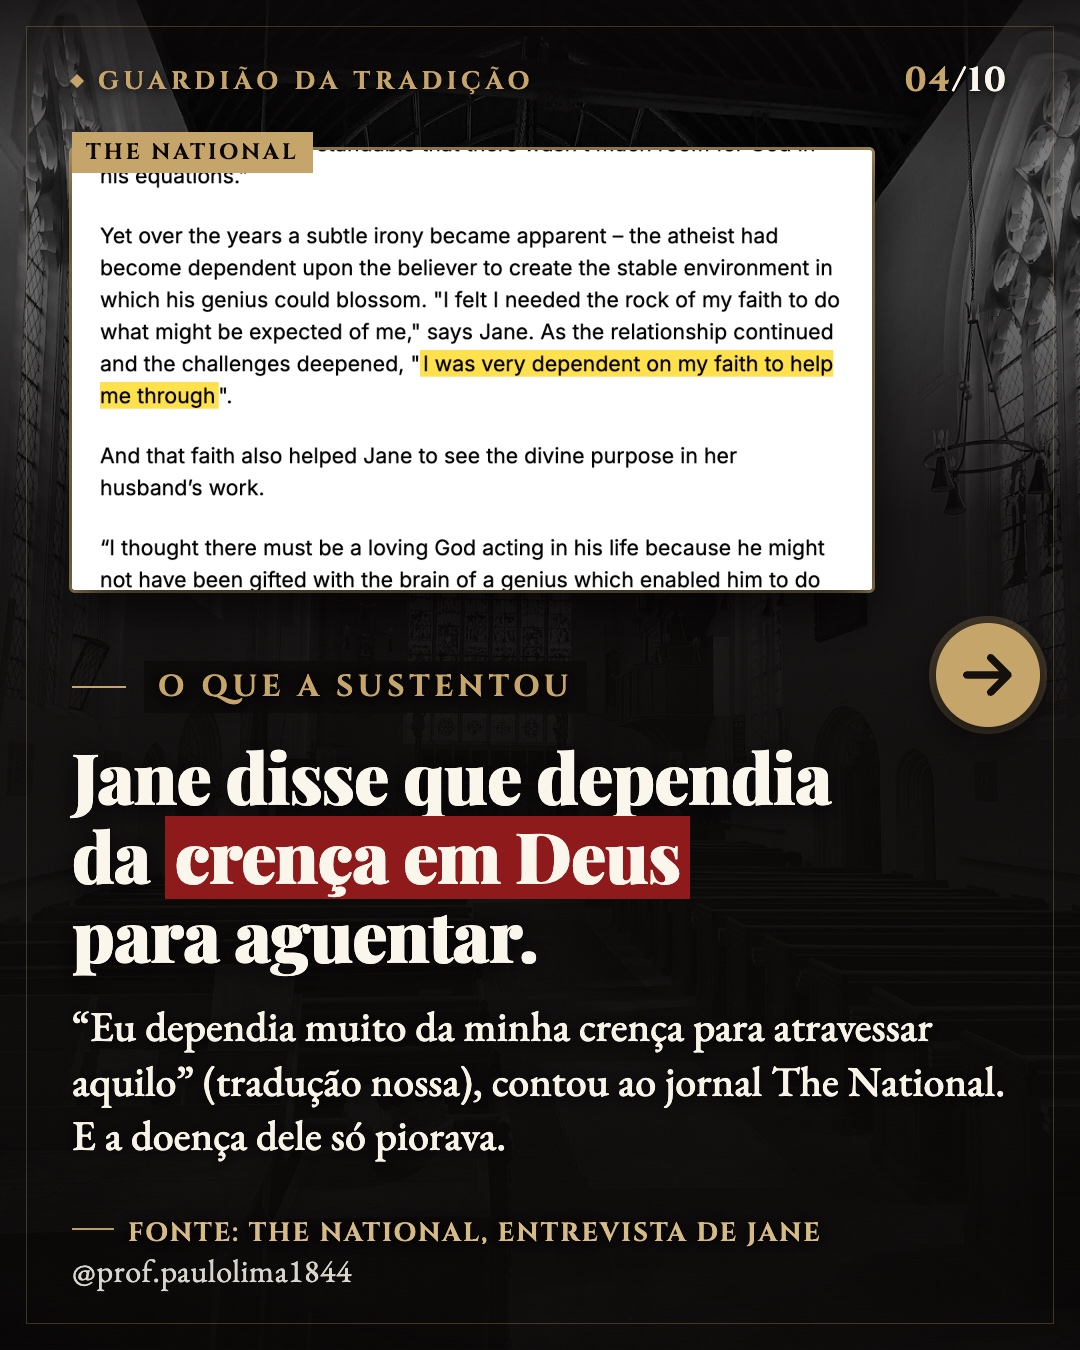 GUARDIÃO DA TRADIÇÃO
04/10
THE NATIONAL
his equations."
Yet over the years a subtle irony became apparent – the atheist had
become dependent upon the believer to create the stable environment in
which his genius could blossom. "I felt I needed the rock of my faith to do
what might be expected of me," says Jane. As the relationship continued
and the challenges deepened, "I was very dependent on my faith to help
me through".
And that faith also helped Jane to see the divine purpose in her
husband’s work.
“I thought there must be a loving God acting in his life because he might
not have been gifted with the brain of a genius which enabled him to do
O QUE A SUSTENTOU
Jane disse que dependia
da crença em Deus
para aguentar.
“Eu dependia muito da minha crença para atravessar
aquilo” (tradução nossa), contou ao jornal The National.
E a doença dele só piorava.
FONTE: THE NATIONAL, ENTREVISTA DE JANE
@prof.paulolima1844